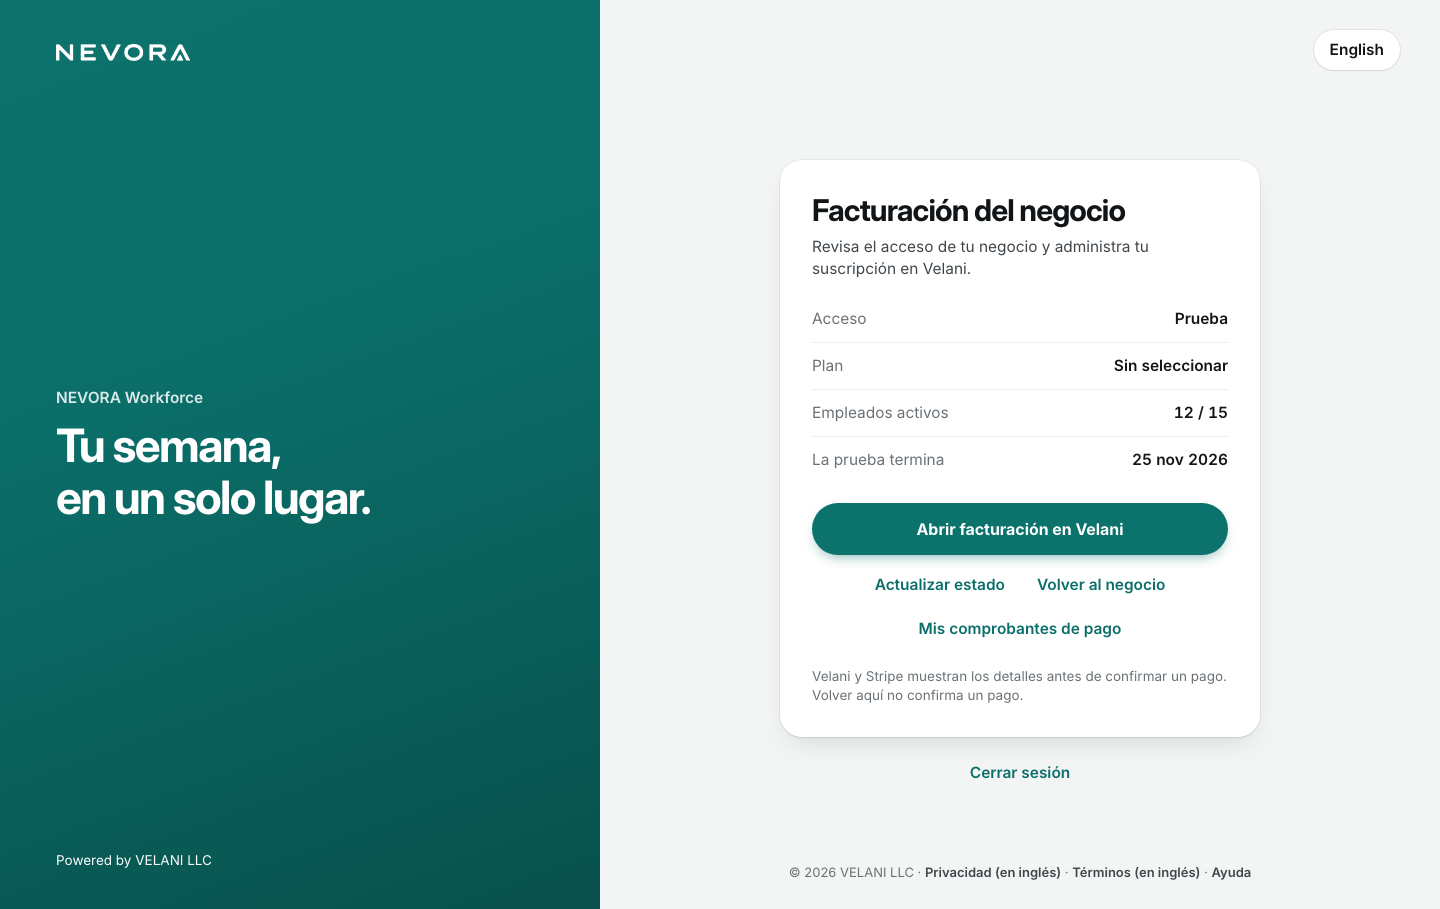 NEVORA
English
NEVORA Workforce
Tu semana,
en un solo lugar.
Powered by VELANI LLC
Facturación del negocio
Revisa el acceso de tu negocio y administra tu
suscripción en Velani.
Acceso Prueba
Plan Sin seleccionar
Empleados activos 12 / 15
La prueba termina 25 nov 2026
Abrir facturación en Velani
Actualizar estado Volver al negocio
Mis comprobantes de pago
Velani y Stripe muestran los detalles antes de confirmar un pago.
Volver aquí no confirma un pago.
Cerrar sesión
© 2026 VELANI LLC · Privacidad (en inglés) · Términos (en inglés) · Ayuda